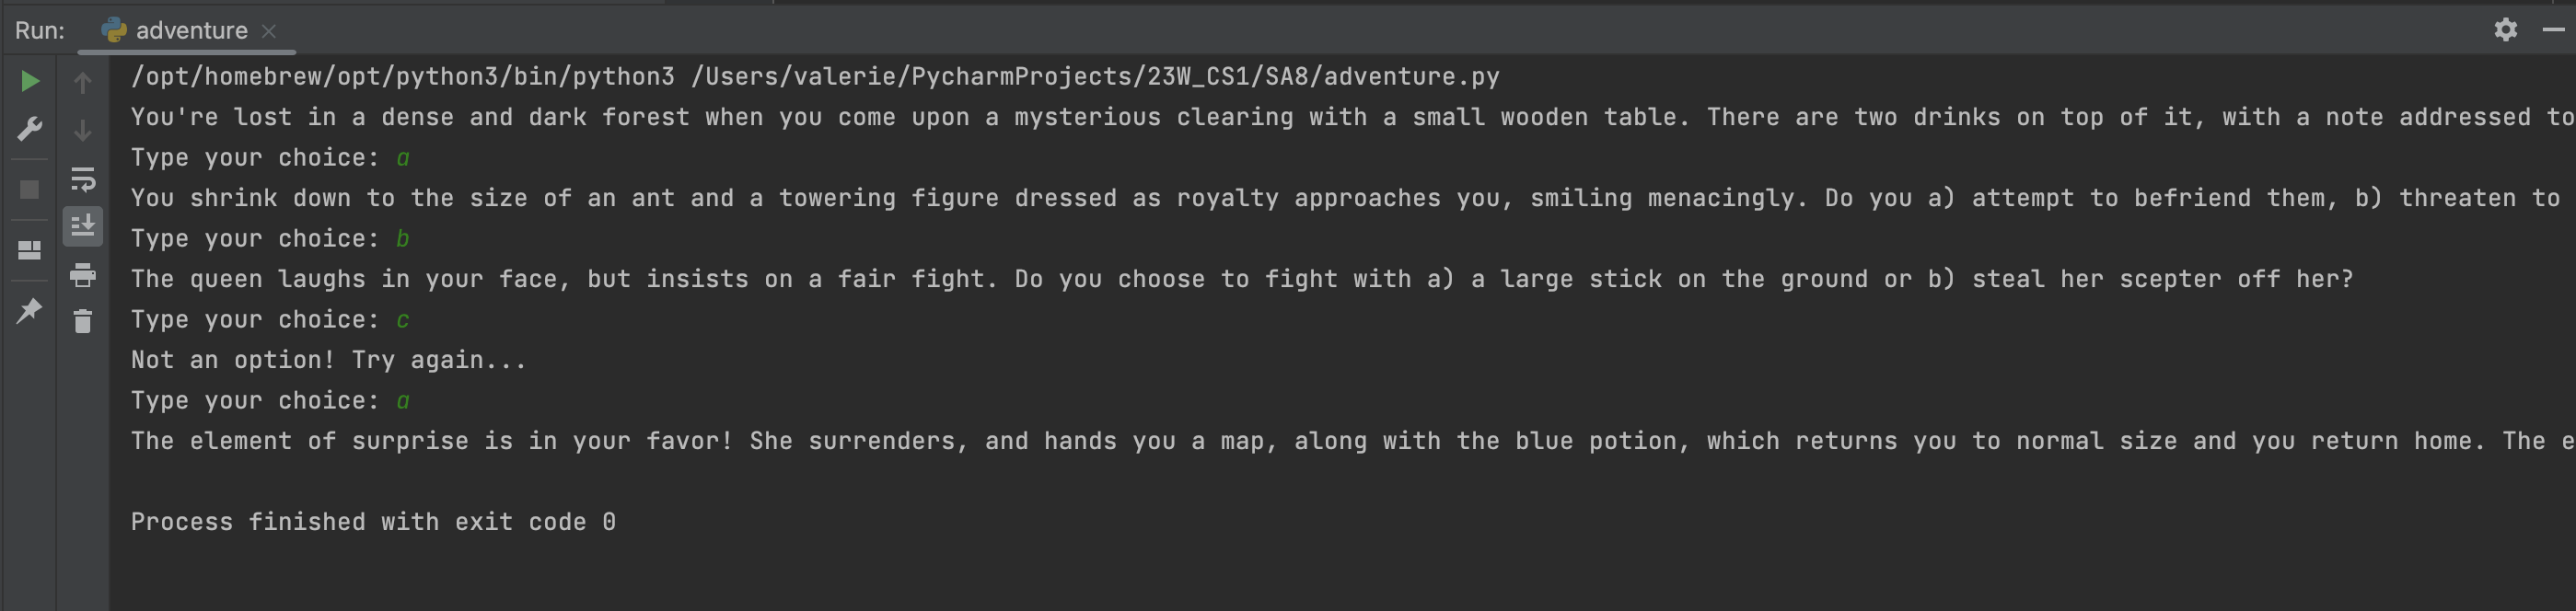 Run: adventure
/opt/homebrew/opt/python3/bin/python3 /Users/valerie/PycharmProjects/23W_CS1/SA8/adventure.py
You're lost in a dense and dark forest when you come upon a mysterious clearing with a small wooden table. There are two drinks on top of it, with a note addressed to
Type your choice: a
You shrink down to the size of an ant and a towering figure dressed as royalty approaches you, smiling menacingly. Do you a) attempt to befriend them, b) threaten to
Type your choice: b
The queen laughs in your face, but insists on a fair fight. Do you choose to fight with a) a large stick on the ground or b) steal her scepter off her?
Type your choice: c
Not an option! Try again...
Type your choice: a
The element of surprise is in your favor! She surrenders, and hands you a map, along with the blue potion, which returns you to normal size and you return home. The e
Process finished with exit code 0